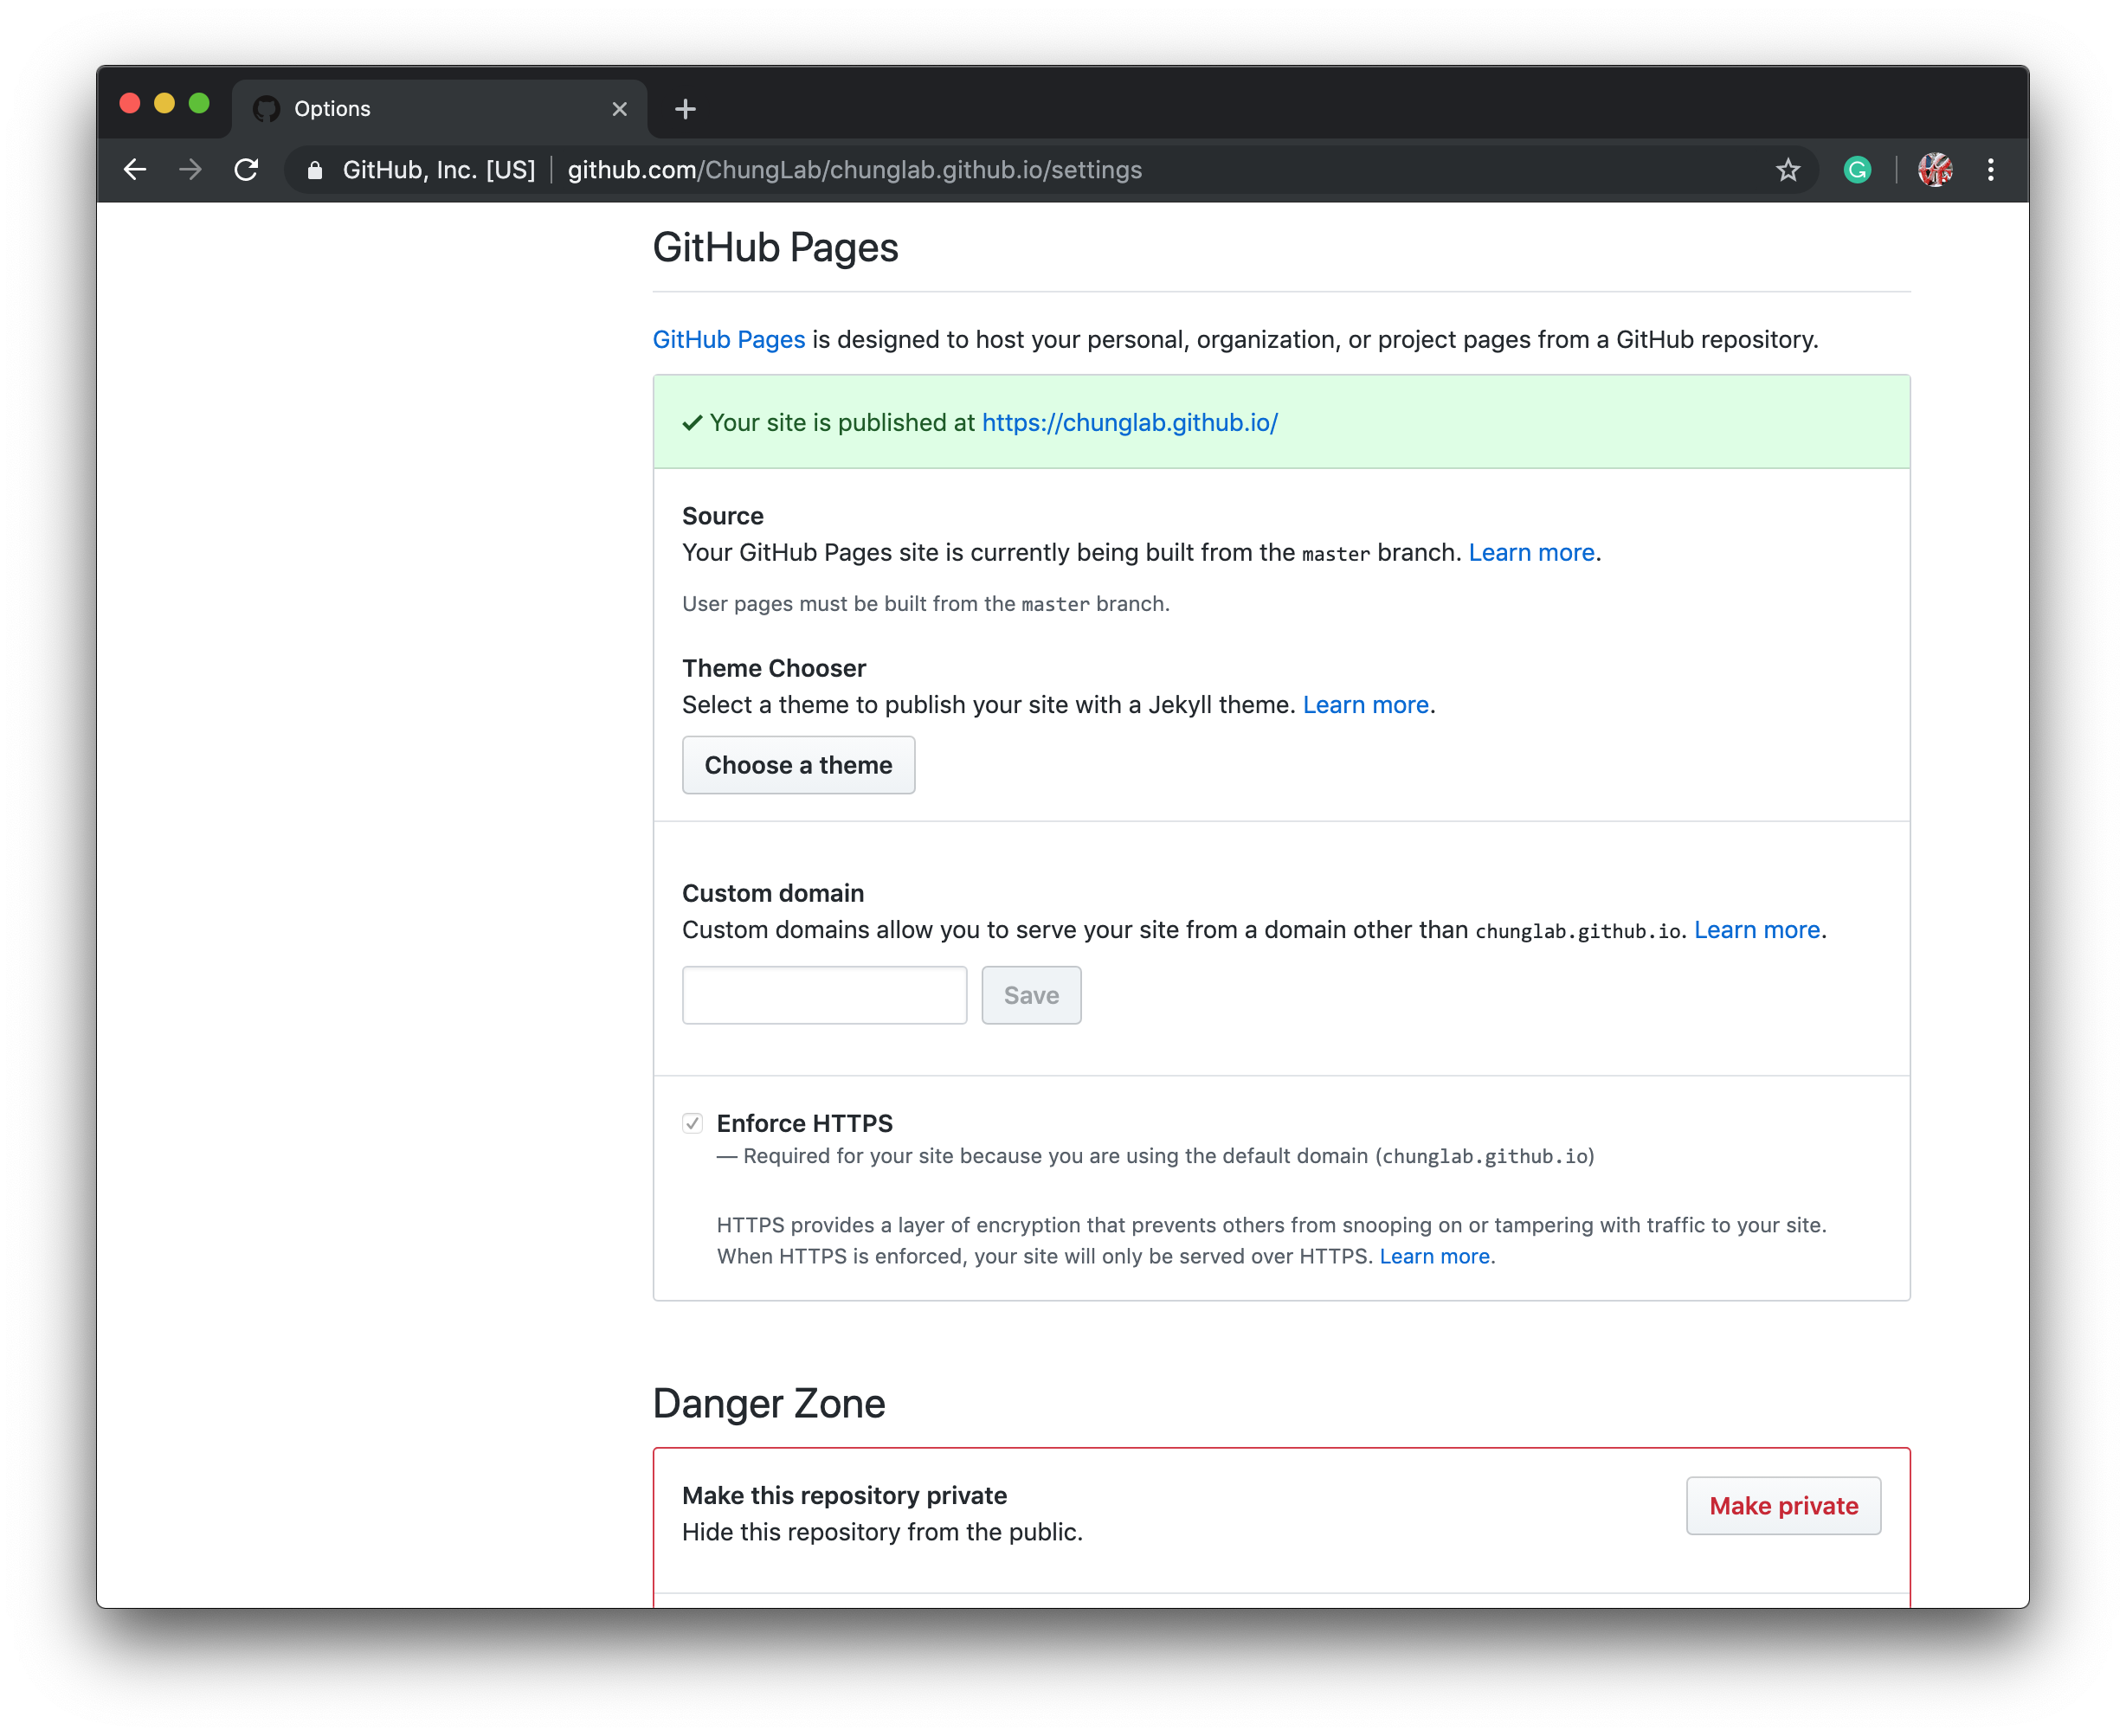 Options
GitHub, Inc. [US] | github.com/ChungLab/chunglab.github.io/settings
GitHub Pages
GitHub Pages is designed to host your personal, organization, or project pages from a GitHub repository.
✓ Your site is published at https://chunglab.github.io/
Source
Your GitHub Pages site is currently being built from the master branch. Learn more.
User pages must be built from the master branch.
Theme Chooser
Select a theme to publish your site with a Jekyll theme. Learn more.
Choose a theme
Custom domain
Custom domains allow you to serve your site from a domain other than chunglab.github.io. Learn more.
Save
Enforce HTTPS
— Required for your site because you are using the default domain (chunglab.github.io)
HTTPS provides a layer of encryption that prevents others from snooping on or tampering with traffic to your site.
When HTTPS is enforced, your site will only be served over HTTPS. Learn more.
Danger Zone
Make this repository private
Make private
Hide this repository from the public.